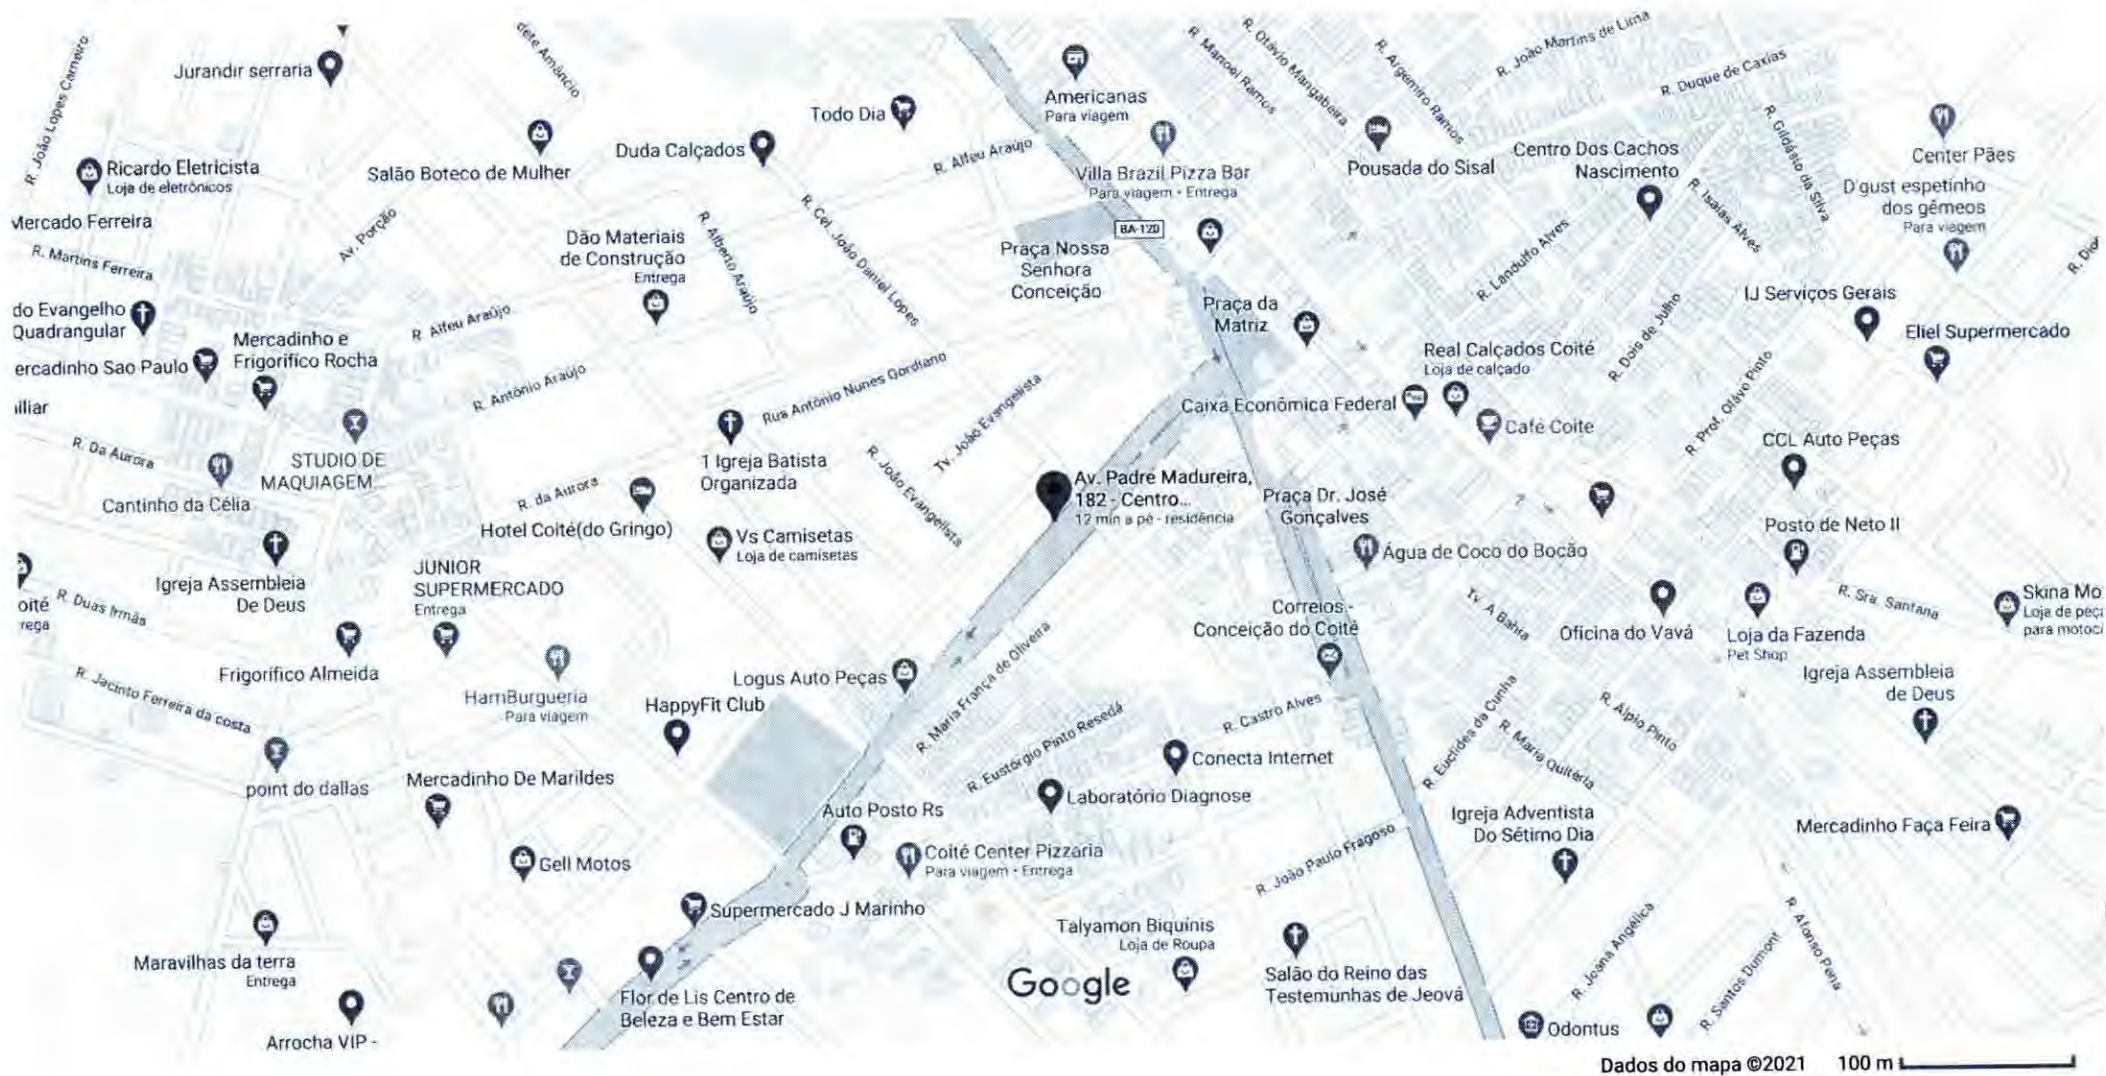 R. João Lopes Carneiro
Jurandir serraria
dete Amâncio
Todo Dia
Americanas
Para viagem
R. Manoel Ramos
R. Otávio Mangabeira
R. Argemiro Ramos
R. João Martins de Lima
R. Duque de Caxias
R. Gildásio da Silva
Center Pães
Ricardo Eletricista
Loja de eletrônicos
Salão Boteco de Mulher
Duda Calçados
R. Alfeu Araújo
Villa Brazil Pizza Bar
Para viagem • Entrega
Pousada do Sisal
Centro Dos Cachos
Nascimento
R. Isaías Alves
D'gust espetinho
dos gêmeos
Para viagem
Mercado Ferreira
R. Martins Ferreira
Av. Porção
Dão Materiais
de Construção
Entrega
R. Alberto Araújo
R. Cel. João Daniel Lopes
BA-120
Praça Nossa
Senhora
Conceição
R. Landulfo Alves
R. Dior
do Evangelho
Quadrangular
Mercadinho e
Frigorífico Rocha
R. Alfeu Araújo
Praça da
Matriz
R. Dois de Julho
IJ Serviços Gerais
Eliel Supermercado
ercadinho Sao Paulo
R. Antônio Araújo
Rua Antônio Nunes Gordiano
Tv. João Evangelista
Real Calçados Coité
Loja de calçado
Caixa Econômica Federal
Café Coite
R. Prof. Olavo Pinto
CCL Auto Peças
iliar
R. Da Aurora
STUDIO DE
MAQUIAGEM...
Cantinho da Célia
R. da Aurora
Hotel Coité(do Gringo)
1 Igreja Batista
Organizada
R. João Evangelista
Av. Padre Madureira,
182 - Centro...
12 min a pé - residência
Praça Dr. José
Gonçalves
Posto de Neto II
Vs Camisetas
Loja de camisetas
Água de Coco do Bocão
Igreja Assembleia
De Deus
JUNIOR
SUPERMERCADO
Entrega
oité
rega
R. Duas Irmãs
Correios -
Conceição do Coité
Tv. A Bahia
Oficina do Vavá
Loja da Fazenda
Pet Shop
R. Sra. Santana
Skina Mo
Loja de peça
para motoci
Frigorífico Almeida
R. Jacinto Ferreira da costa
HamBurgueria
Para viagem
Logus Auto Peças
HappyFit Club
R. Maria França de Oliveira
R. Eustórgio Pinto Resedá
R. Castro Alves
R. Euclides da Cunha
R. Maria Quitéria
R. Alpio Pinto
Igreja Assembleia
de Deus
point do dallas
Mercadinho De Marildes
Conecta Internet
Laboratório Diagnose
Auto Posto Rs
Igreja Adventista
Do Sétimo Dia
Mercadinho Faça Feira
Gell Motos
Coité Center Pizzaria
Para viagem • Entrega
R. João Paulo Fragoso
Supermercado J Marinho
Talyamon Biquínis
Loja de Roupa
R. Joana Angélica
R. Santos Dumont
R. Afonso Pena
Maravilhas da terra
Entrega
Google
Salão do Reino das
Testemunhas de Jeová
Flor de Lis Centro de
Beleza e Bem Estar
Arrocha VIP -
Odontus
Dados do mapa ©2021 100 m